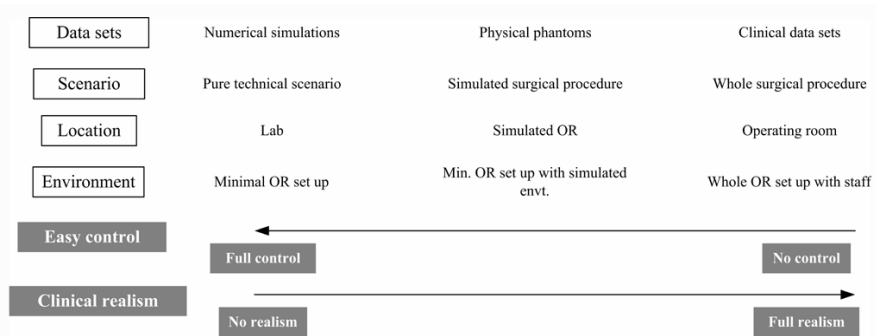 Data sets Numerical simulations Physical phantoms Clinical data sets
Scenario Pure technical scenario Simulated surgical procedure Whole surgical procedure
Location Lab Simulated OR Operating room
Environment Minimal OR set up Min. OR set up with simulated envt. Whole OR set up with staff
Easy control
Full control No control
Clinical realism
No realism Full realism